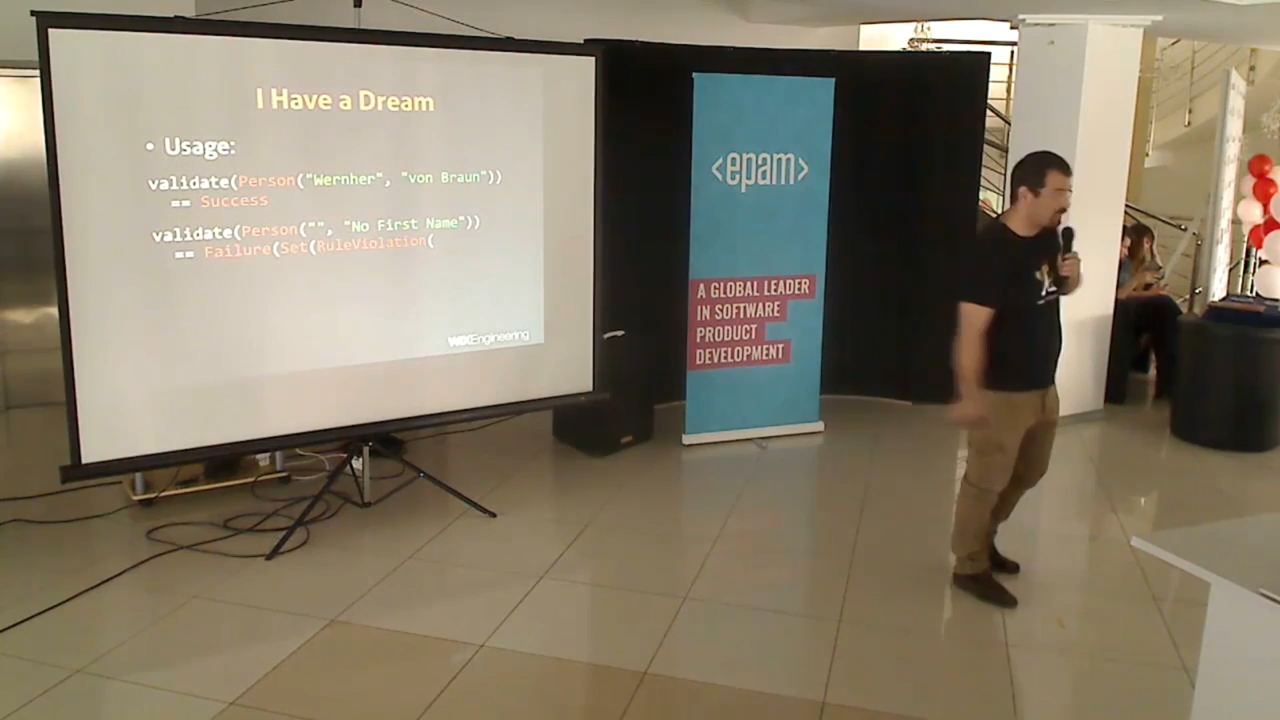 I Have a Dream
• Usage:
validate(Person("Wernher", "von Braun"))
== Success
validate(Person("", "No First Name"))
== Failure(Set(RuleViolation(
WiXEngineering
<epam>
A GLOBAL LEADER
IN SOFTWARE
PRODUCT
DEVELOPMENT